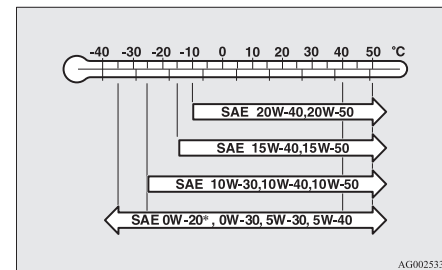 -40 -30 -20 -10 0 10 20 30 40 50 °C
SAE 20W-40,20W-50
SAE 15W-40,15W-50
SAE 10W-30,10W-40,10W-50
SAE 0W-20*, 0W-30, 5W-30, 5W-40
AG002533